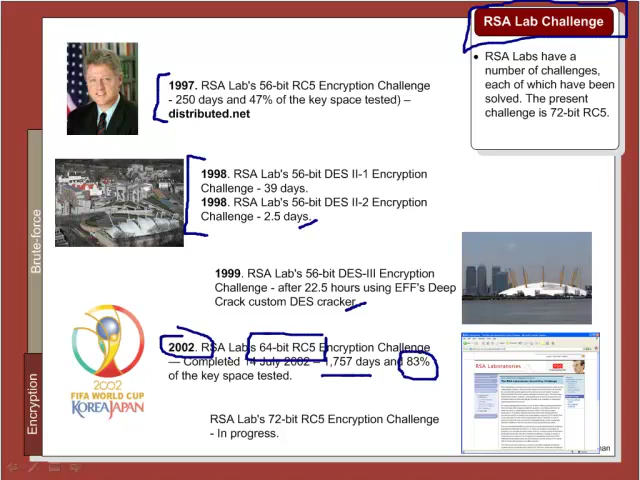 RSA Lab Challenge
• RSA Labs have a
number of challenges,
each of which have been
solved. The present
challenge is 72-bit RC5.
1997. RSA Lab's 56-bit RC5 Encryption Challenge
- 250 days and 47% of the key space tested) –
distributed.net
1998. RSA Lab's 56-bit DES II-1 Encryption
Challenge - 39 days.
1998. RSA Lab's 56-bit DES II-2 Encryption
Challenge - 2.5 days.
1999. RSA Lab's 56-bit DES-III Encryption
Challenge - after 22.5 hours using EFF's Deep
Crack custom DES cracker.
2002. RSA Lab's 64-bit RC5 Encryption Challenge
— Completed 14 July 2002 – 1,757 days and 83%
of the key space tested.
RSA Lab's 72-bit RC5 Encryption Challenge
- In progress.
Brute-force
Encryption
2002
FIFA WORLD CUP
KOREAJAPAN
RSA Laboratories